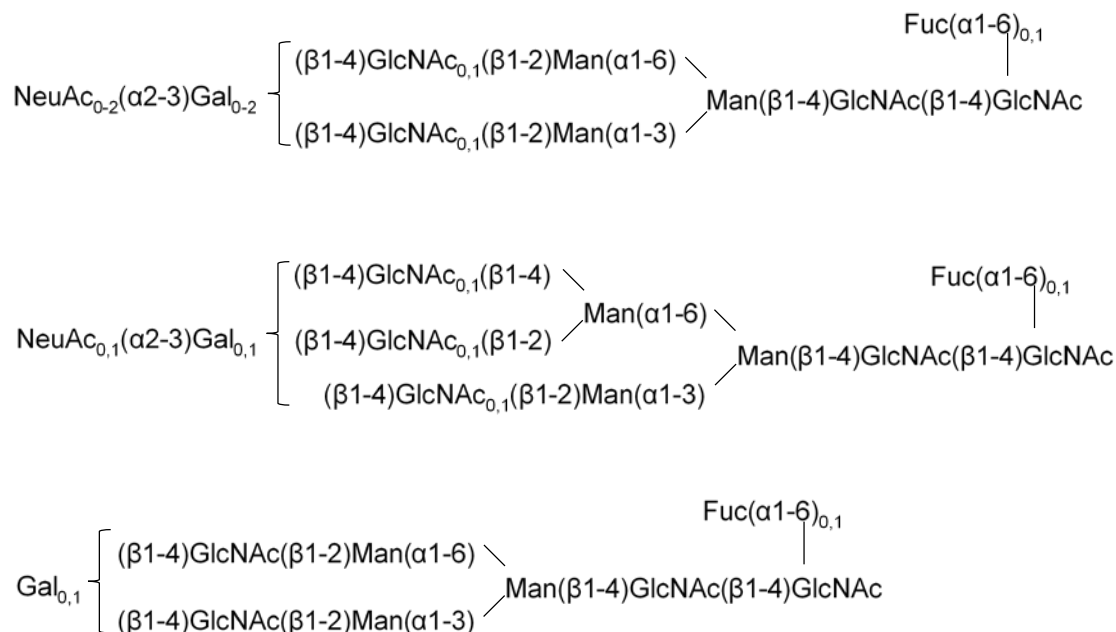 Fuc(α1-6)₀,₁
(β1-4)GlcNAc₀,₁(β1-2)Man(α1-6)
NeuAc₀₋₂(α2-3)Gal₀₋₂ Man(β1-4)GlcNAc(β1-4)GlcNAc
(β1-4)GlcNAc₀,₁(β1-2)Man(α1-3)
(β1-4)GlcNAc₀,₁(β1-4) Fuc(α1-6)₀,₁
Man(α1-6)
NeuAc₀,₁(α2-3)Gal₀,₁ (β1-4)GlcNAc₀,₁(β1-2) Man(β1-4)GlcNAc(β1-4)GlcNAc
(β1-4)GlcNAc₀,₁(β1-2)Man(α1-3)
Fuc(α1-6)₀,₁
(β1-4)GlcNAc(β1-2)Man(α1-6)
Gal₀,₁ Man(β1-4)GlcNAc(β1-4)GlcNAc
(β1-4)GlcNAc(β1-2)Man(α1-3)